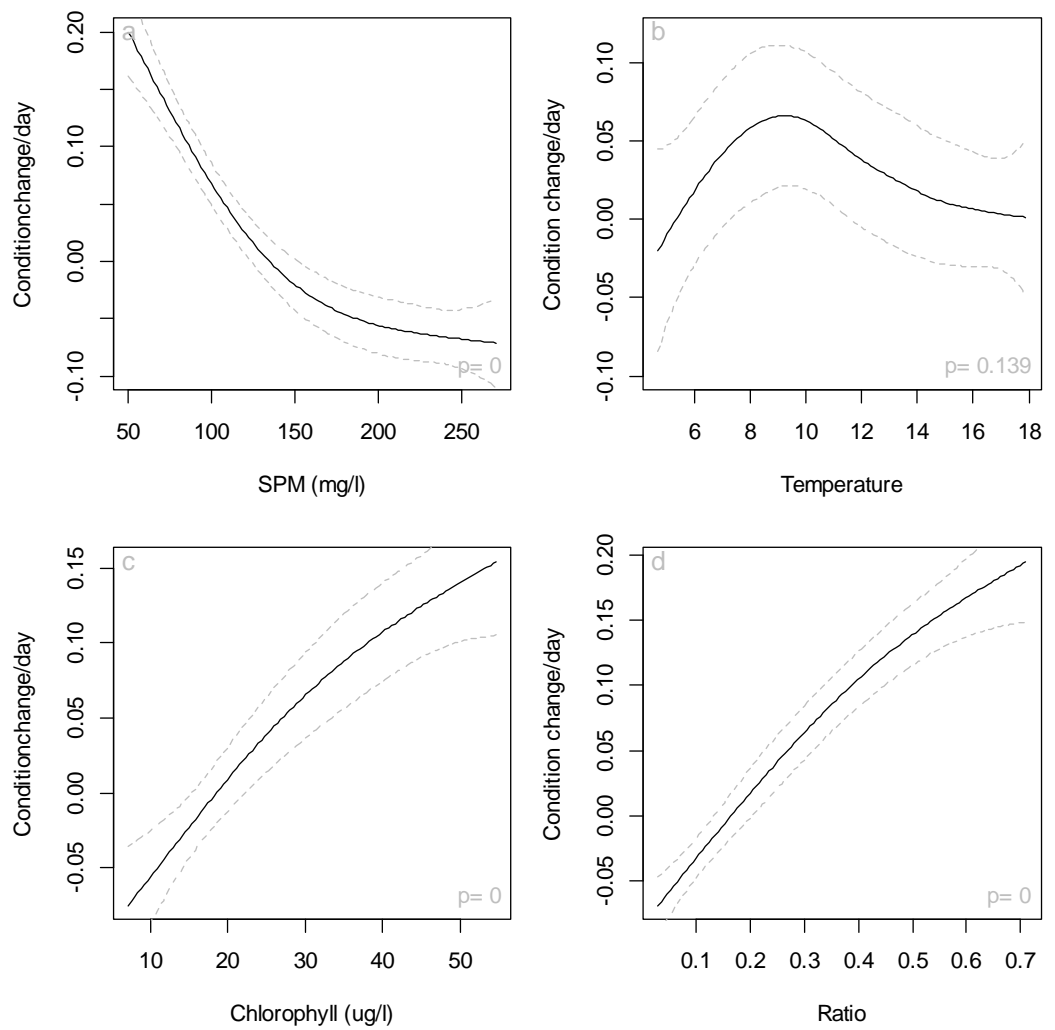 a
Conditionchange/day
0.20
0.10
0.00
-0.10
50 100 150 200 250
SPM (mg/l)
p= 0
b
Condition change/day
0.10
0.05
0.00
-0.05
-0.10
6 8 10 12 14 16 18
Temperature
p= 0.139
c
Conditionchange/day
0.15
0.10
0.05
0.00
-0.05
10 20 30 40 50
Chlorophyll (ug/l)
p= 0
d
Condition change/day
0.20
0.15
0.10
0.05
0.00
-0.05
0.1 0.2 0.3 0.4 0.5 0.6 0.7
Ratio
p= 0